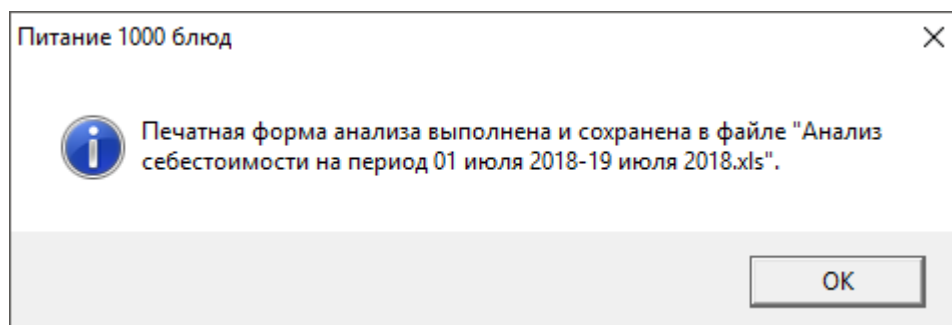 Питание 1000 блюд
Печатная форма анализа выполнена и сохранена в файле "Анализ
себестоимости на период 01 июля 2018-19 июля 2018.xls".
OK